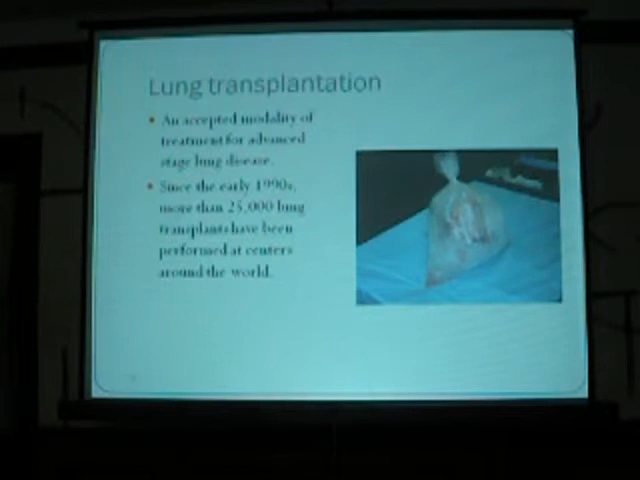 Lung transplantation
• An accepted modality of
treatment for advanced
stage lung disease.
• Since the early 1990s,
more than 25,000 lung
transplants have been
performed at centers
around the world.